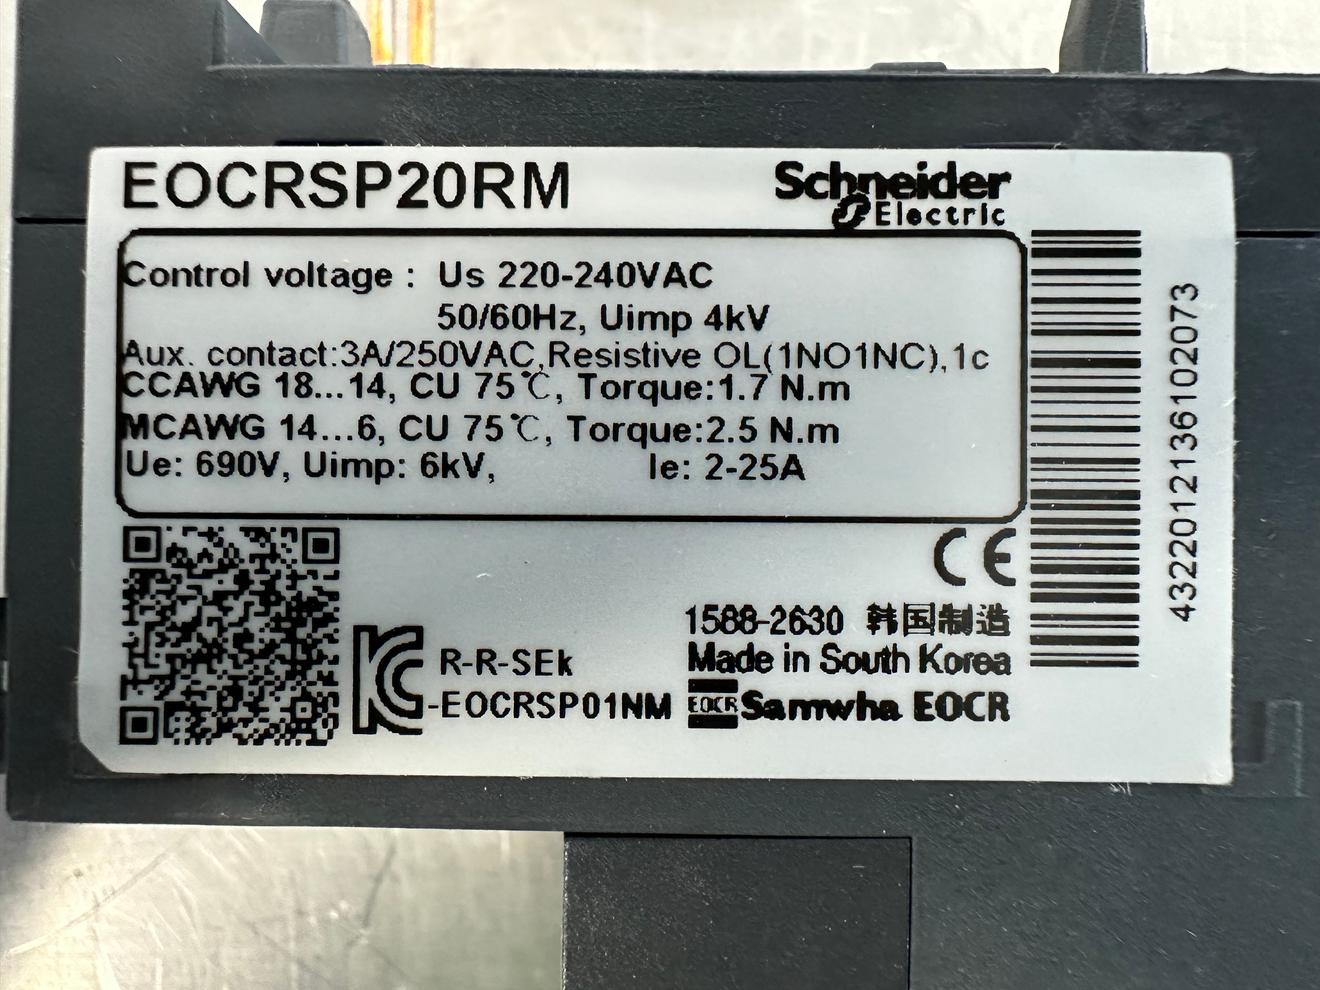 EOCRSP20RM
Schneider
Electric
Control voltage : Us 220-240VAC
50/60Hz, Uimp 4kV
Aux. contact:3A/250VAC,Resistive OL(1NO1NC),1c
CCAWG 18...14, CU 75℃, Torque:1.7 N.m
MCAWG 14...6, CU 75℃, Torque:2.5 N.m
Ue: 690V, Uimp: 6kV, Ie: 2-25A
4322012136102073
CE
1588-2630 韩国制造
Made in South Korea
R-R-SEk
-EOCRSP01NM
EOCR Samwha EOCR